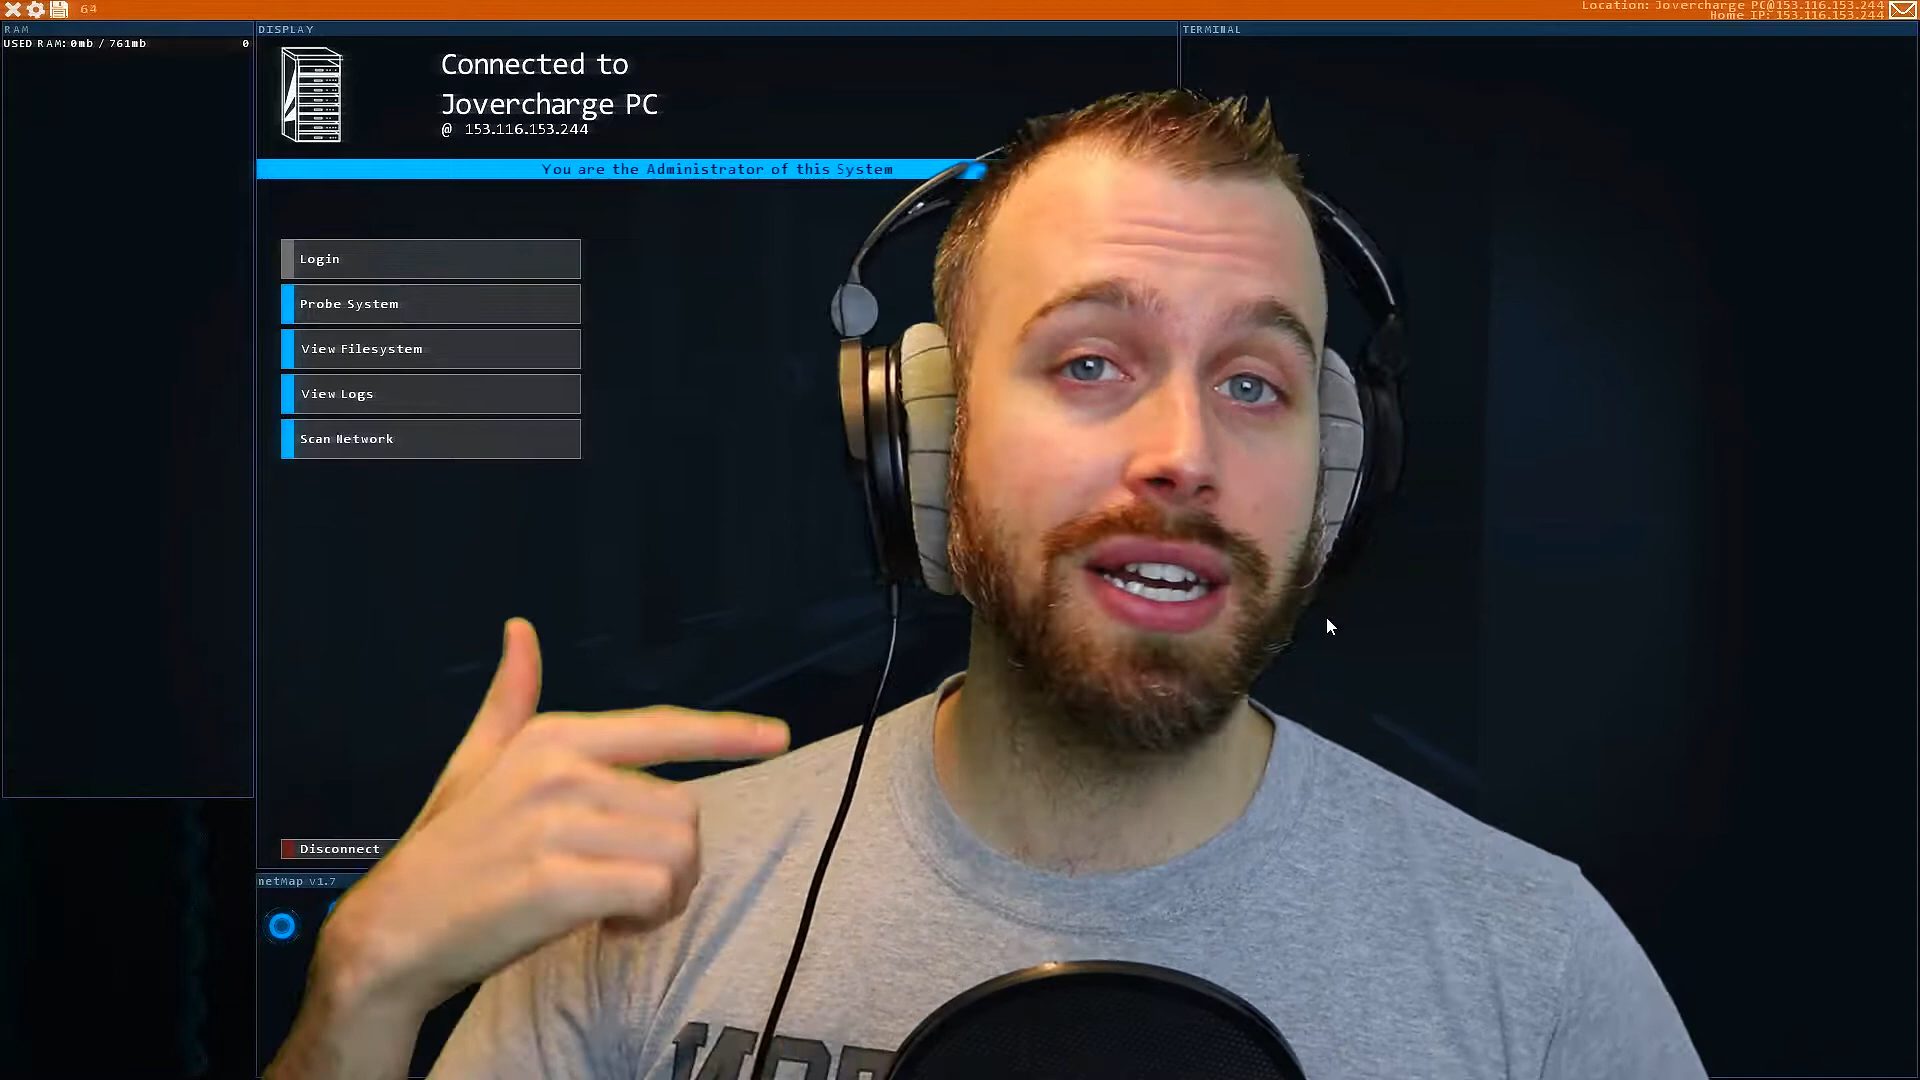 64
Location: Jovercharge PC@153.116.153.244
Home IP: 153.116.153.244
RAM
USED RAM: 0mb / 761mb 0
DISPLAY
Connected to
Jovercharge PC
@ 153.116.153.244
You are the Administrator of this System
Login
Probe System
View Filesystem
View Logs
Scan Network
Disconnect
netMap v1.7
TERMINAL